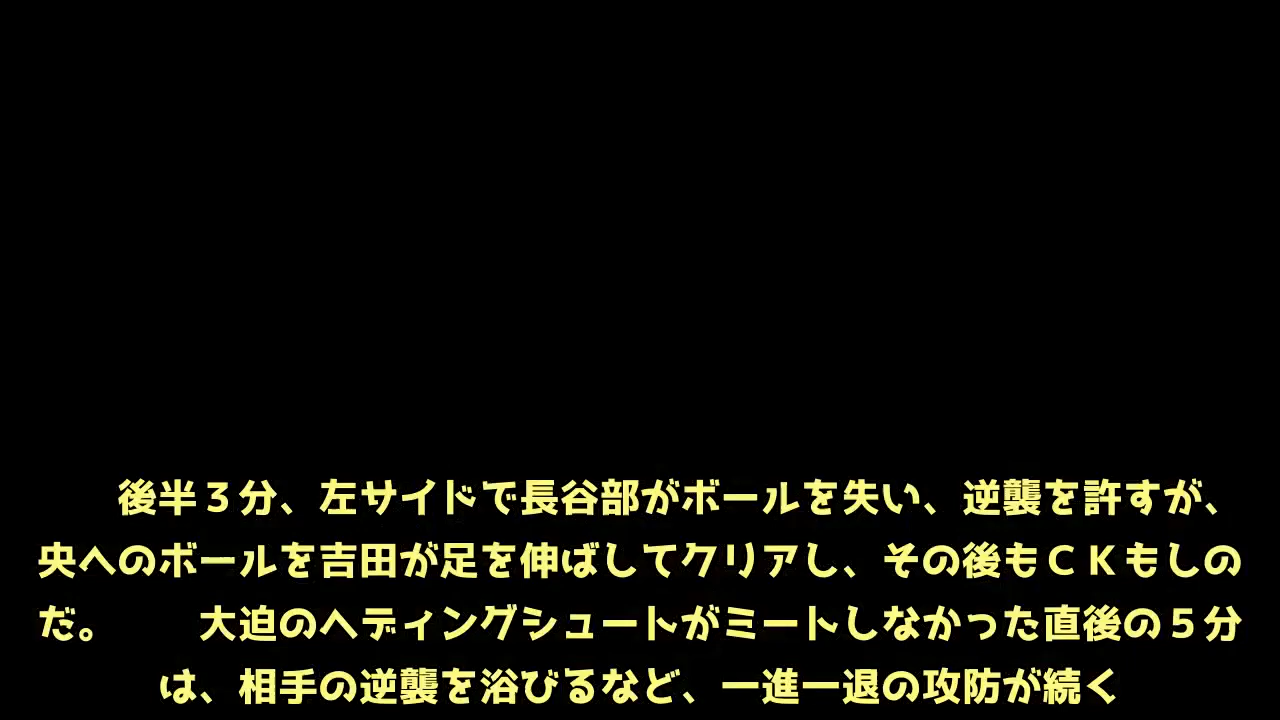 後半３分、左サイドで長谷部がボールを失い、逆襲を許すが、
央へのボールを吉田が足を伸ばしてクリアし、その後もＣＫもしの
だ。　　　大迫のヘディングシュートがミートしなかった直後の５分
は、相手の逆襲を浴びるなど、一進一退の攻防が続く